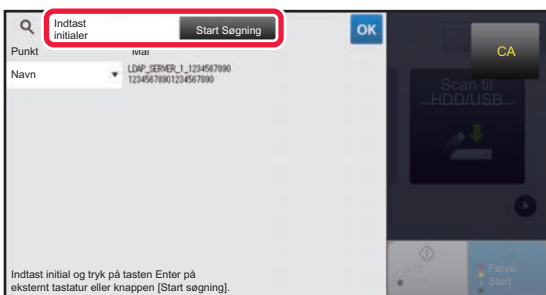 Indtast
initialer
Start Søgning
OK
CA
Punkt
Mål
Navn
LDAP_SERVER_1_1234567890
12345678901234567890
Scan til
HDD/USB
Indtast initial og tryk på tasten Enter på
eksternt tastatur eller knappen [Start søgning].
Farve
Start